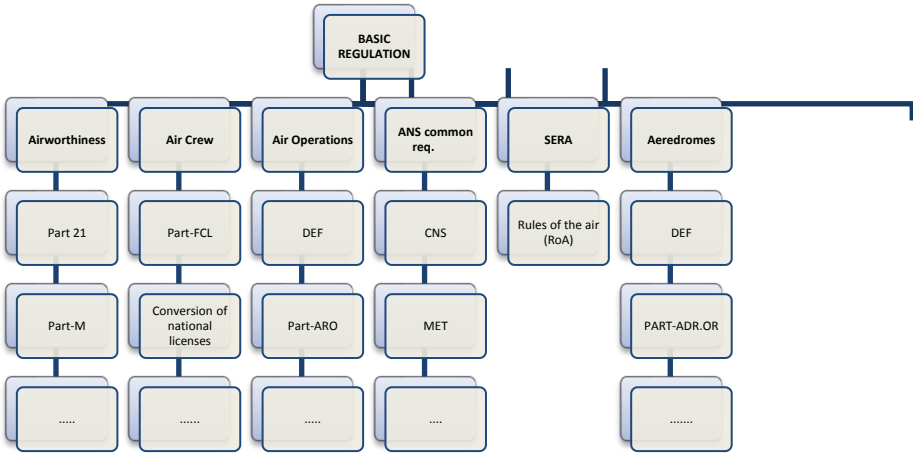 BASIC
REGULATION
Airworthiness
Air Crew
Air Operations
ANS common
req.
SERA
Aeredromes
Part 21
Part-FCL
DEF
CNS
Rules of the air
(RoA)
DEF
Part-M
Conversion of
national
licenses
Part-ARO
MET
PART-ADR.OR
.....
......
.....
....
.......